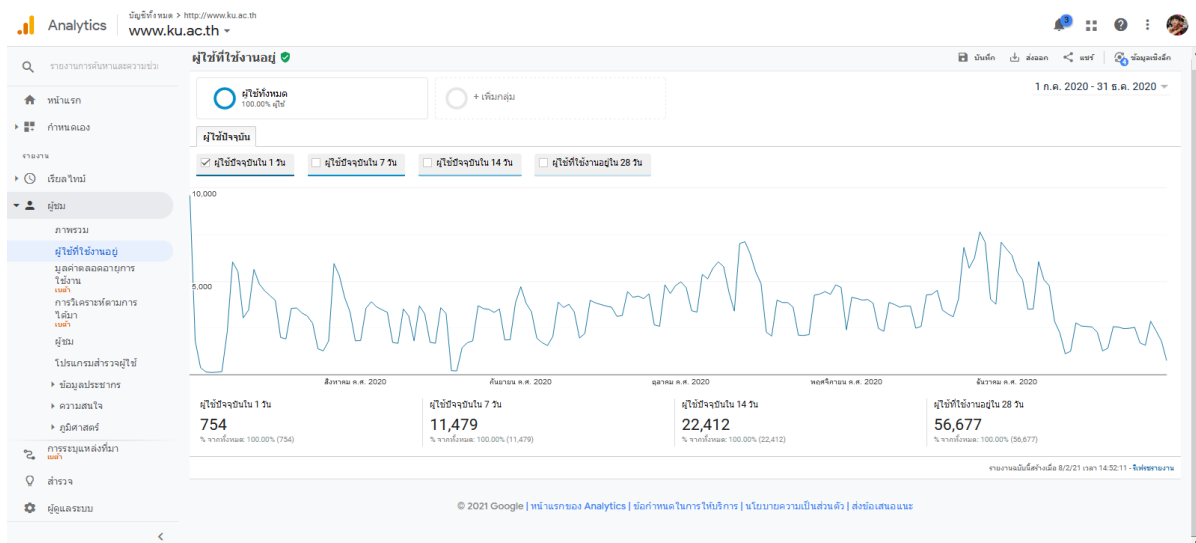 Analytics
บัญชีทั้งหมด > http://www.ku.ac.th
www.ku.ac.th
3
รายงานการค้นหาและความช่วย
หน้าแรก
กำหนดเอง
รายงาน
เรียลไทม์
ผู้ชม
ภาพรวม
ผู้ใช้ที่ใช้งานอยู่
มูลค่าตลอดอายุการ
ใช้งาน
เบต้า
การวิเคราะห์ตามการ
ได้มา
เบต้า
ผู้ชม
โปรแกรมสำรวจผู้ใช้
ข้อมูลประชากร
ความสนใจ
ภูมิศาสตร์
การระบุแหล่งที่มา
เบต้า
สำรวจ
ผู้ดูแลระบบ
ผู้ใช้ที่ใช้งานอยู่
บันทึก ส่งออก แชร์ 4 ข้อมูลเชิงลึก
ผู้ใช้ทั้งหมด
100.00% ผู้ใช้
+ เพิ่มกลุ่ม
1 ก.ค. 2020 - 31 ธ.ค. 2020
ผู้ใช้ปัจจุบัน
ผู้ใช้ปัจจุบันใน 1 วัน ผู้ใช้ปัจจุบันใน 7 วัน ผู้ใช้ปัจจุบันใน 14 วัน ผู้ใช้ที่ใช้งานอยู่ใน 28 วัน
10,000
5,000
สิงหาคม ค.ศ. 2020 กันยายน ค.ศ. 2020 ตุลาคม ค.ศ. 2020 พฤศจิกายน ค.ศ. 2020 ธันวาคม ค.ศ. 2020
ผู้ใช้ปัจจุบันใน 1 วัน
754
% จากทั้งหมด: 100.00% (754)
ผู้ใช้ปัจจุบันใน 7 วัน
11,479
% จากทั้งหมด: 100.00% (11,479)
ผู้ใช้ปัจจุบันใน 14 วัน
22,412
% จากทั้งหมด: 100.00% (22,412)
ผู้ใช้ที่ใช้งานอยู่ใน 28 วัน
56,677
% จากทั้งหมด: 100.00% (56,677)
รายงานฉบับนี้สร้างเมื่อ 8/2/21 เวลา 14:52:11 - รีเฟรชรายงาน
© 2021 Google | หน้าแรกของ Analytics | ข้อกำหนดในการให้บริการ | นโยบายความเป็นส่วนตัว | ส่งข้อเสนอแนะ